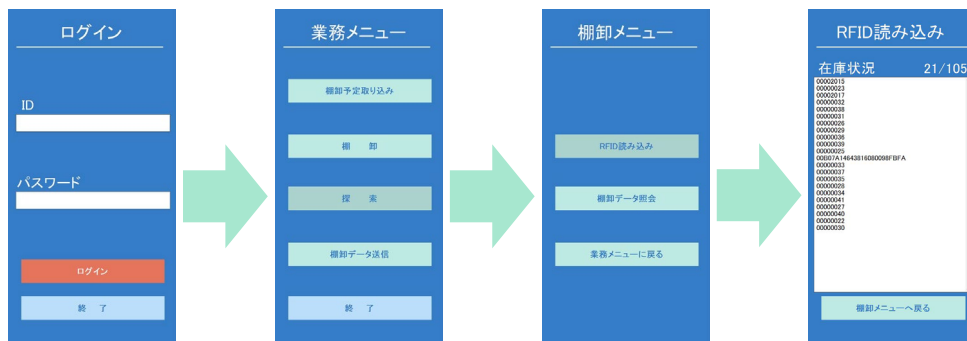 ログイン
ID
パスワード
ログイン
終 了
業務メニュー
棚卸予定取り込み
棚 卸
探 索
棚卸データ送信
終 了
棚卸メニュー
RFID読み込み
棚卸データ照会
業務メニューに戻る
RFID読み込み
在庫状況 21/105
00002015
00000023
00002017
00000032
00000038
00000031
00000026
00000029
00000036
00000039
00000025
00B07A14643816080098FBFA
00000033
00000037
00000035
00000028
00000034
00000041
00000027
00000040
00000022
00000030
棚卸メニューへ戻る